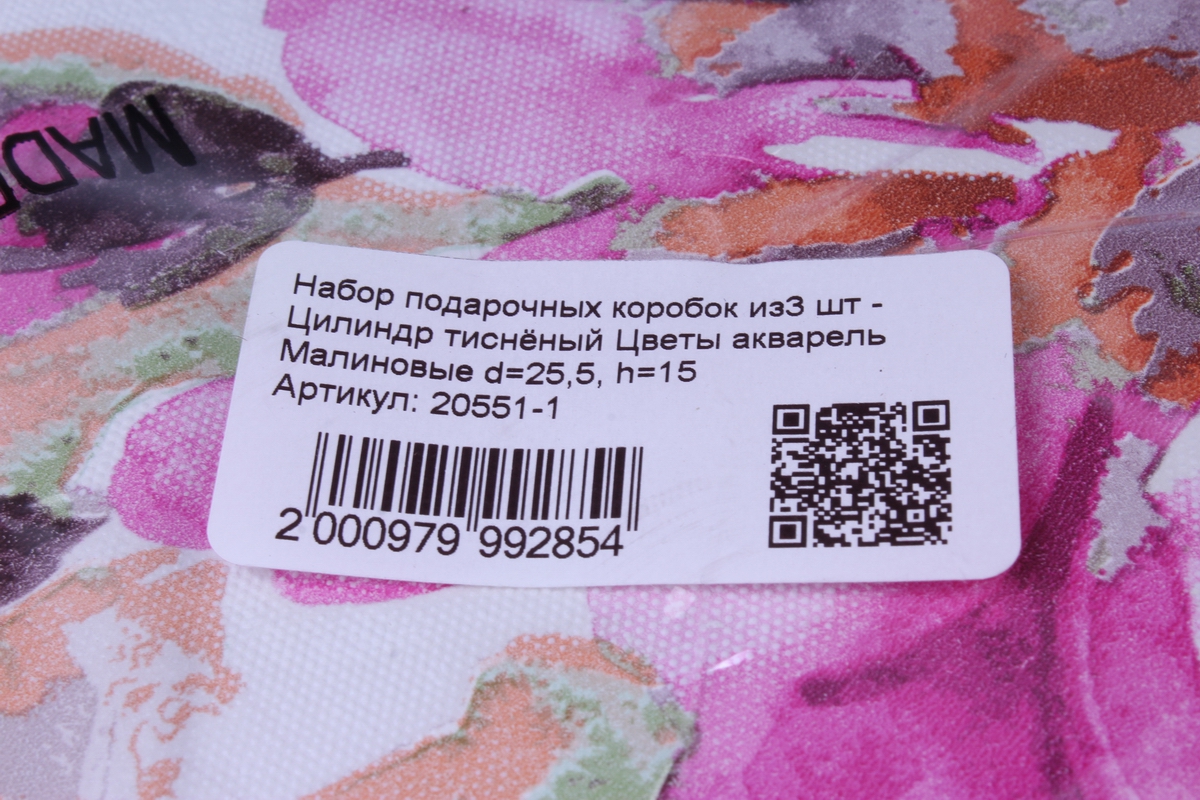 Набор подарочных коробок из3 шт -
Цилиндр тиснёный Цветы акварель
Малиновые d=25,5, h=15
Артикул: 20551-1
2 000979 992854